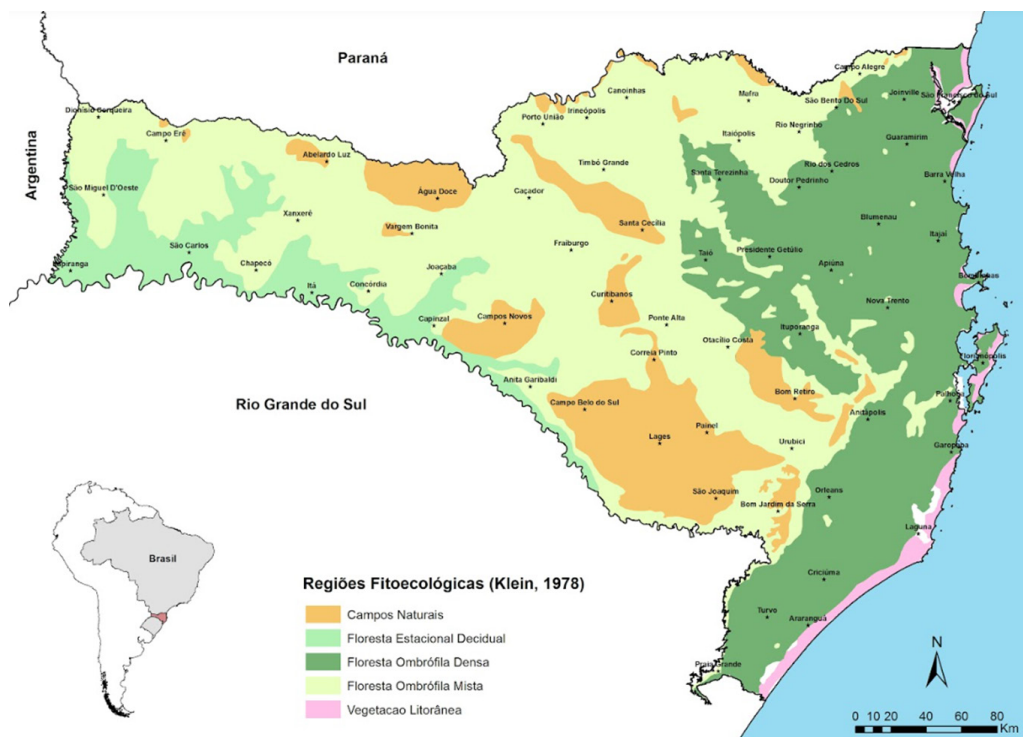 Paraná
Argentina
Rio Grande do Sul
Campo Alegre
Canoinhas
Mafra
Joinville
São Francisco do Sul
São Bento Do Sul
Dionísio Cerqueira
Irineópolis
Porto União
Rio Negrinho
Campo Erê
Itaiópolis
Guaramirim
Abelardo Luz
Timbó Grande
Rio dos Cedros
Santa Terezinha
Doutor Pedrinho
Barra Velha
São Miguel D'Oeste
Água Doce
Caçador
Xanxerê
Blumenau
Vargem Bonita
Santa Cecília
Itajaí
São Carlos
Fraiburgo
Presidente Getúlio
Taió
Chapecó
Joaçaba
Apiúna
Itapiranga
Itá
Concórdia
Curitibanos
Nova Trento
Capinzal
Campos Novos
Ponte Alta
Ituporanga
Otacílio Costa
Correia Pinto
Florianópolis
Anita Garibaldi
Bom Retiro
Palhoça
Campo Belo do Sul
Anitápolis
Painel
Lages
Urubici
Garopaba
São Joaquim
Orleans
Bom Jardim da Serra
Laguna
Criciúma
Turvo
Araranguá
Praia Grande
Brasil
Regiões Fitoecológicas (Klein, 1978)
Campos Naturais
Floresta Estacional Decidual
Floresta Ombrófila Densa
Floresta Ombrófila Mista
Vegetacao Litorânea
N
0 10 20 40 60 80
Km